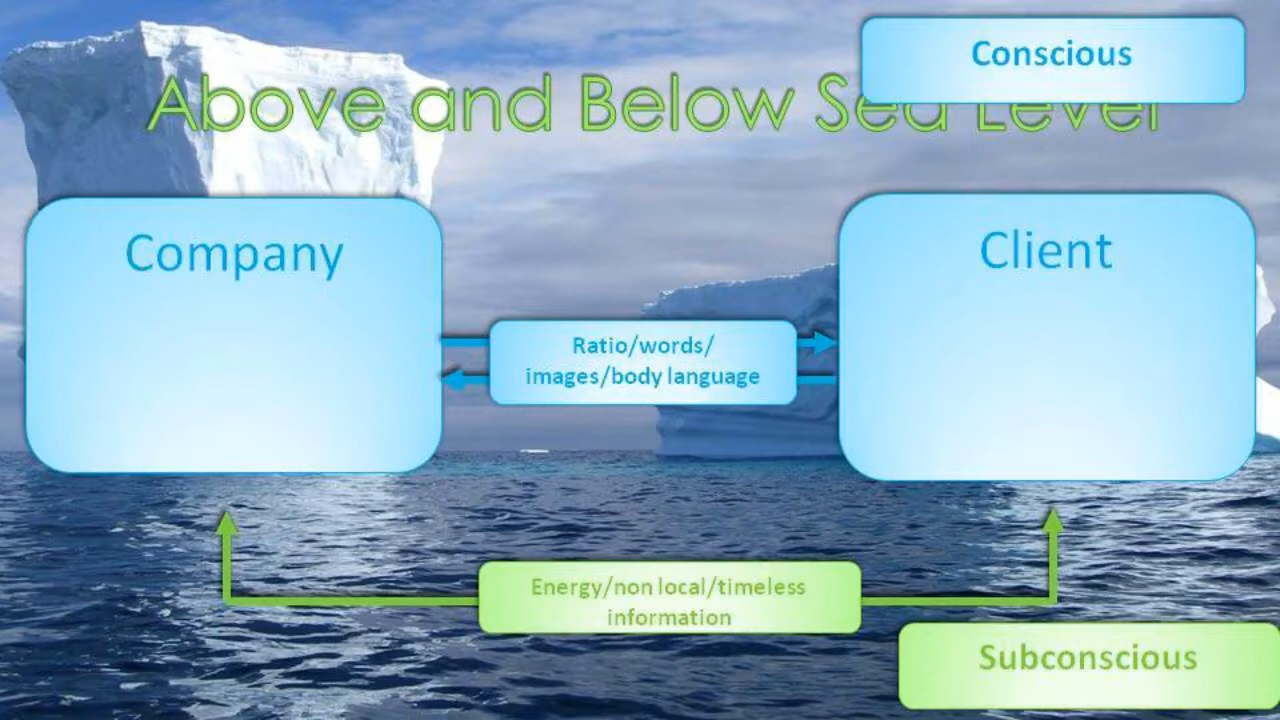 Conscious
Above and Below Sea Level
Company
Client
Ratio/words/
images/body language
Energy/non local/timeless
information
Subconscious